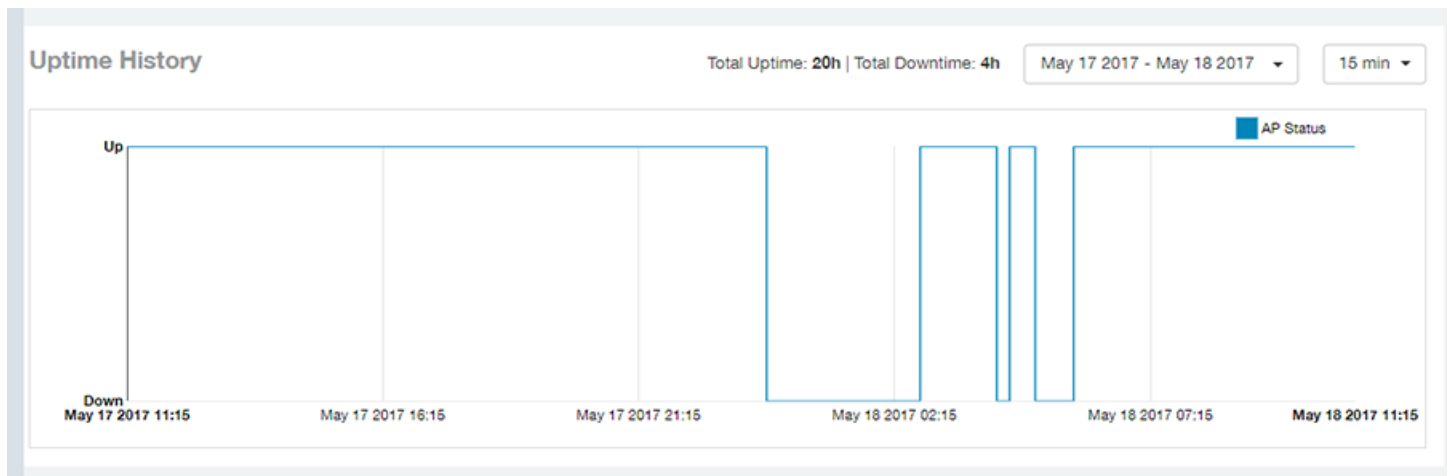 Uptime History
Total Uptime: 20h | Total Downtime: 4h
May 17 2017 - May 18 2017
15 min
AP Status
Up
Down
May 17 2017 11:15
May 17 2017 16:15
May 17 2017 21:15
May 18 2017 02:15
May 18 2017 07:15
May 18 2017 11:15